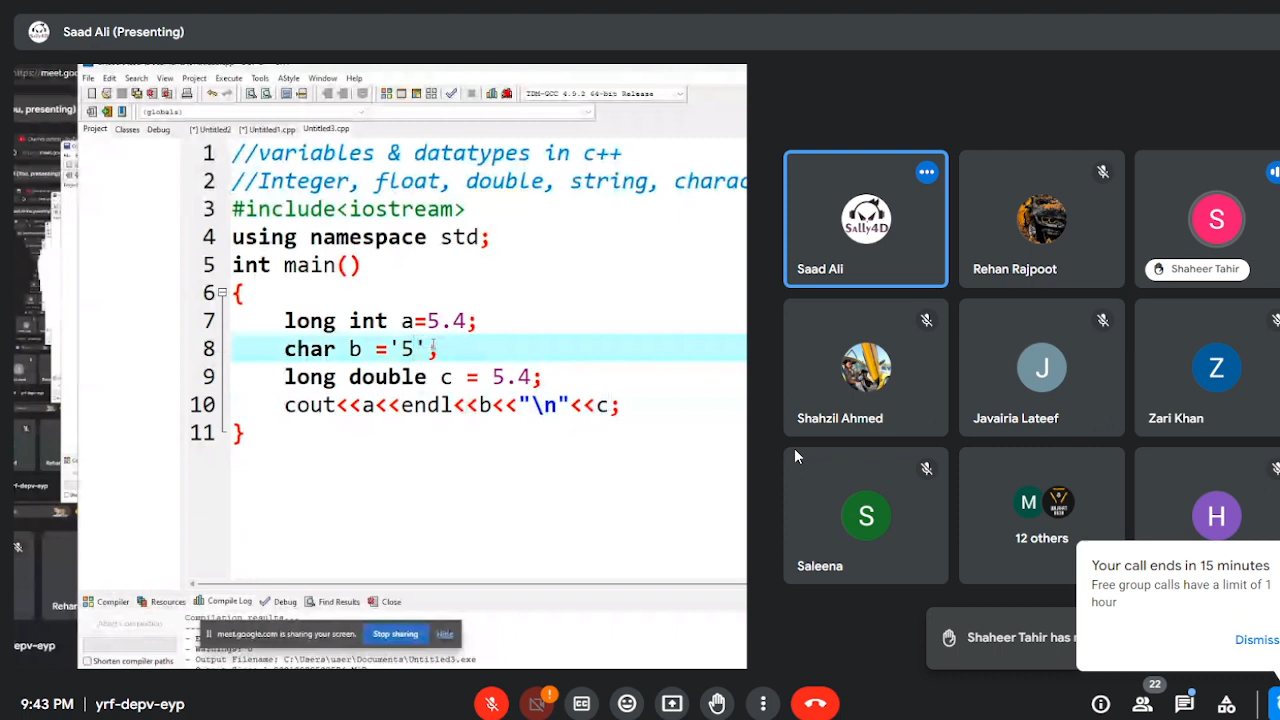 Saad Ali (Presenting)
File Edit Search View Project Execute Tools AStyle Window Help
TDM-GCC 4.9.2 64-bit Release
(globals)
Project Classes Debug [*] Untitled2 [*] Untitled1.cpp Untitled3.cpp
1 //variables & datatypes in c++
2 //Integer, float, double, string, charac
3 #include<iostream>
4 using namespace std;
5 int main()
6 {
7 long int a=5.4;
8 char b ='5';
9 long double c = 5.4;
10 cout<<a<<endl<<b<<"\n"<<c;
11 }
Compiler Resources Compile Log Debug Find Results Close
Abort compilation
Shorten compiler paths
Compilation results...
meet.google.com is sharing your screen. Stop sharing Hide
- Output Filename: C:\Users\user\Documents\Untitled3.exe
Saad Ali
Rehan Rajpoot
S
Shaheer Tahir
Shahzil Ahmed
J
Javairia Lateef
Z
Zari Khan
S
Saleena
M
12 others
H
Your call ends in 15 minutes
Free group calls have a limit of 1
hour
Dismiss
Shaheer Tahir has
9:43 PM | yrf-depv-eyp
22